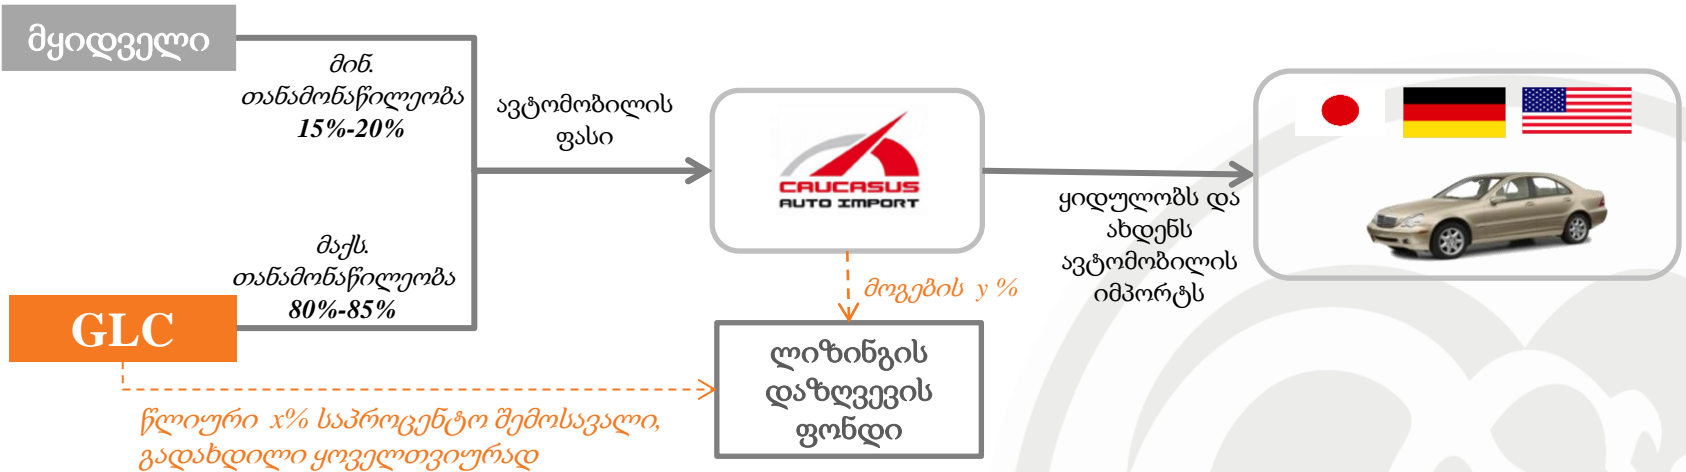 მყიდველი
მინ.
თანამონაწილეობა
15%-20%
ავტომობილის
ფასი
CAUCASUS
AUTO IMPORT
ყიდულობს და
ახდენს
ავტომობილის
იმპორტს
მაქს.
თანამონაწილეობა
80%-85%
GLC
მოგების y %
ლიზინგის
დაზღვევის
ფონდი
წლიური x% საპროცენტო შემოსავალი,
გადახდილი ყოველთვიურად